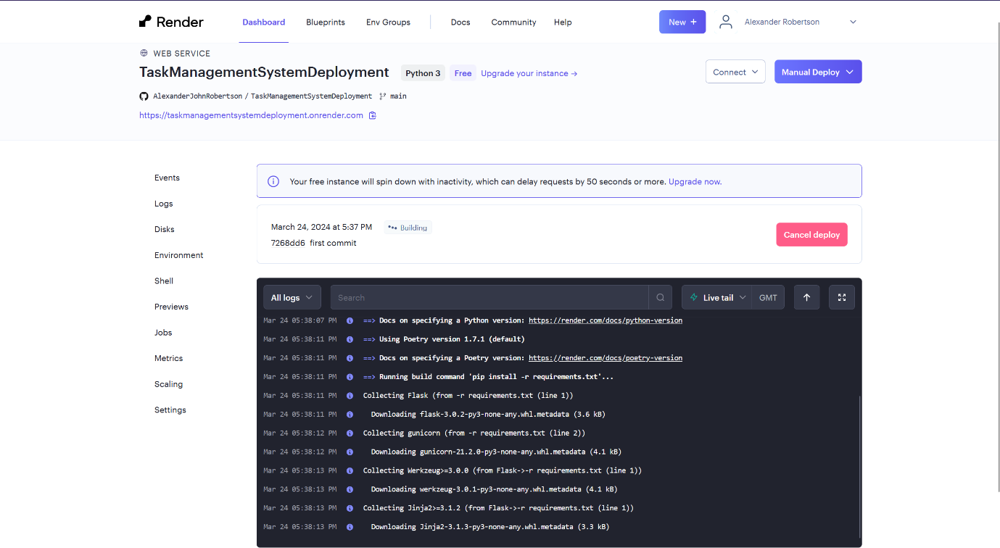 Render Dashboard Blueprints Env Groups Docs Community Help New + Alexander Robertson
WEB SERVICE
TaskManagementSystemDeployment Python 3 Free Upgrade your instance → Connect Manual Deploy
AlexanderJohnRobertson / TaskManagementSystemDeployment main
https://taskmanagementsystemdeployment.onrender.com
Events
Logs
Disks
Environment
Shell
Previews
Jobs
Metrics
Scaling
Settings
Your free instance will spin down with inactivity, which can delay requests by 50 seconds or more. Upgrade now.
March 24, 2024 at 5:37 PM Building
7268dd6 first commit
Cancel deploy
All logs Search Live tail GMT
Mar 24 05:38:07 PM ==> Docs on specifying a Python version: https://render.com/docs/python-version
Mar 24 05:38:11 PM ==> Using Poetry version 1.7.1 (default)
Mar 24 05:38:11 PM ==> Docs on specifying a Poetry version: https://render.com/docs/poetry-version
Mar 24 05:38:11 PM ==> Running build command 'pip install -r requirements.txt'...
Mar 24 05:38:11 PM Collecting Flask (from -r requirements.txt (line 1))
Mar 24 05:38:11 PM Downloading flask-3.0.2-py3-none-any.whl.metadata (3.6 kB)
Mar 24 05:38:12 PM Collecting gunicorn (from -r requirements.txt (line 2))
Mar 24 05:38:12 PM Downloading gunicorn-21.2.0-py3-none-any.whl.metadata (4.1 kB)
Mar 24 05:38:13 PM Collecting Werkzeug>=3.0.0 (from Flask->-r requirements.txt (line 1))
Mar 24 05:38:13 PM Downloading werkzeug-3.0.1-py3-none-any.whl.metadata (4.1 kB)
Mar 24 05:38:13 PM Collecting Jinja2>=3.1.2 (from Flask->-r requirements.txt (line 1))
Mar 24 05:38:13 PM Downloading Jinja2-3.1.3-py3-none-any.whl.metadata (3.3 kB)